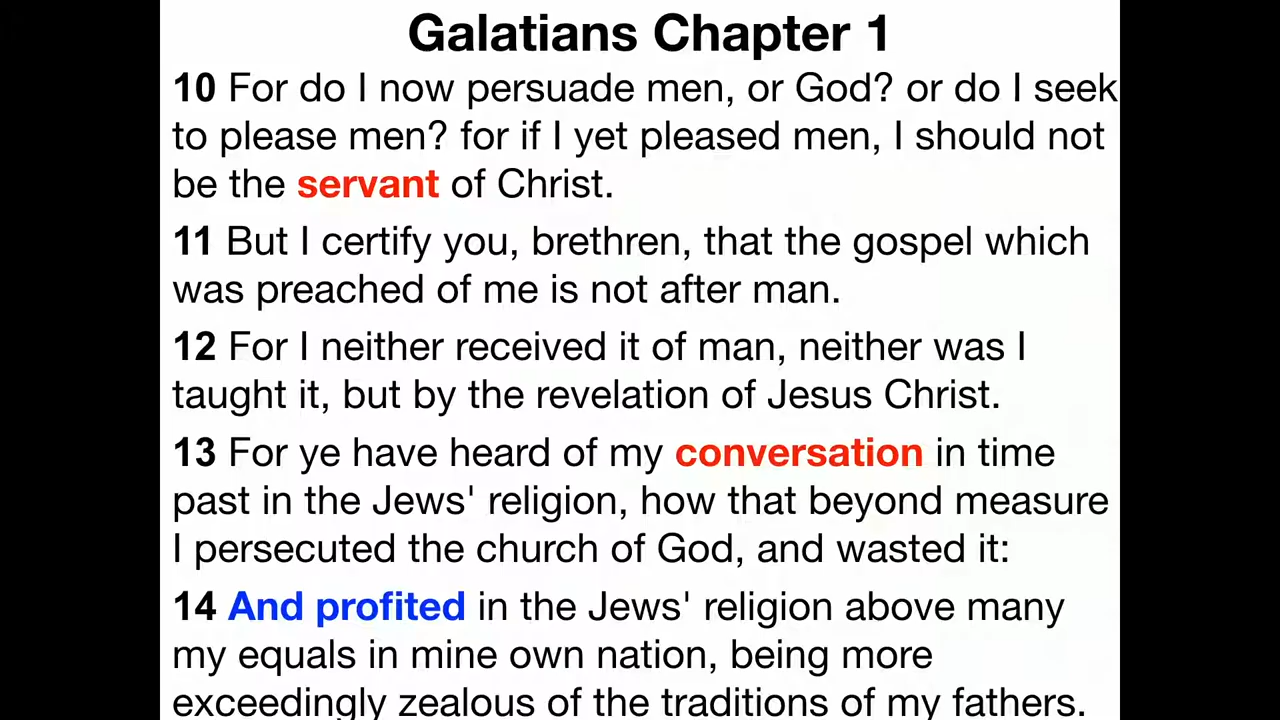 Galatians Chapter 1
10 For do I now persuade men, or God? or do I seek
to please men? for if I yet pleased men, I should not
be the servant of Christ.
11 But I certify you, brethren, that the gospel which
was preached of me is not after man.
12 For I neither received it of man, neither was I
taught it, but by the revelation of Jesus Christ.
13 For ye have heard of my conversation in time
past in the Jews' religion, how that beyond measure
I persecuted the church of God, and wasted it:
14 And profited in the Jews' religion above many
my equals in mine own nation, being more
exceedingly zealous of the traditions of my fathers.